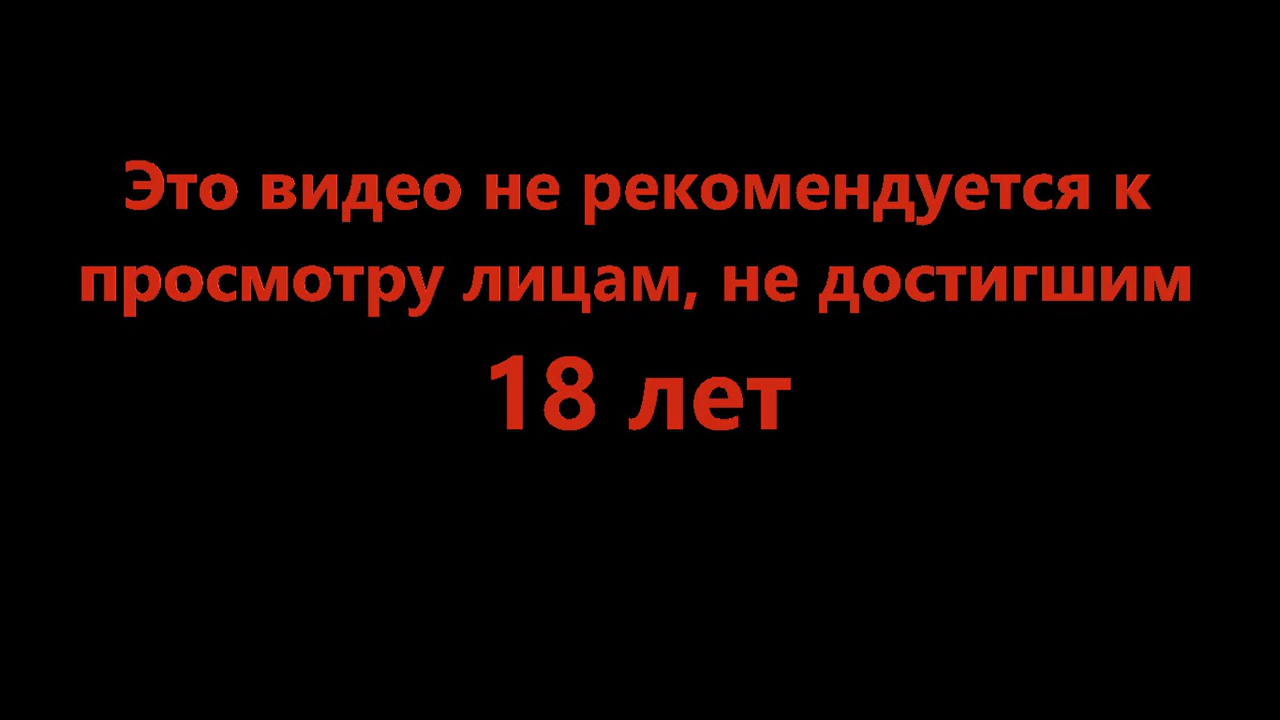 Это видео не рекомендуется к
просмотру лицам, не достигшим
18 лет